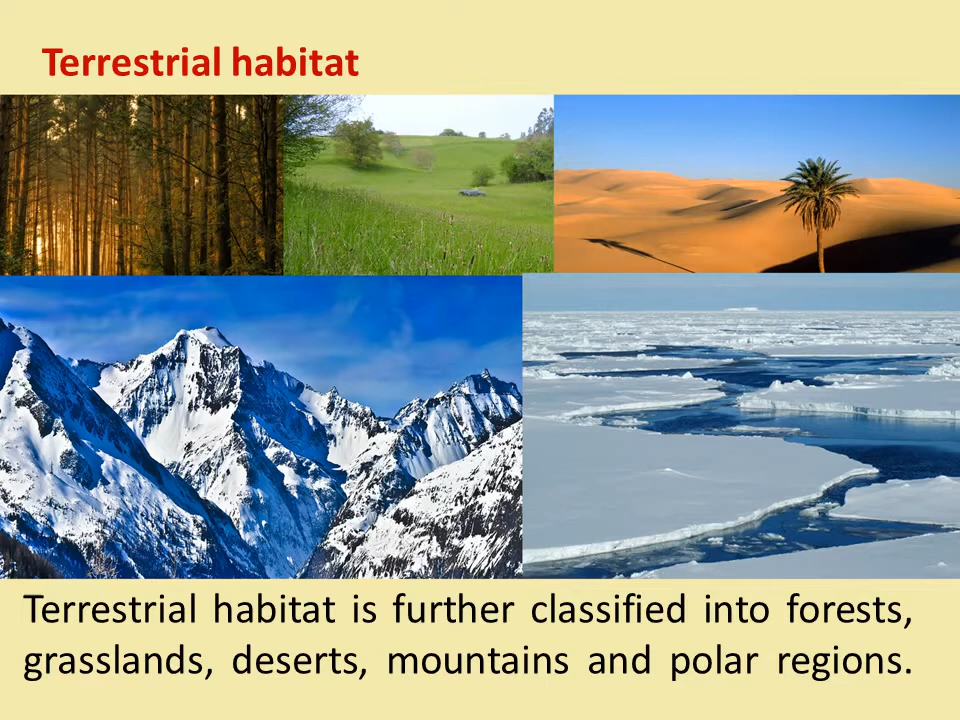 Terrestrial habitat
Terrestrial habitat is further classified into forests,
grasslands, deserts, mountains and polar regions.